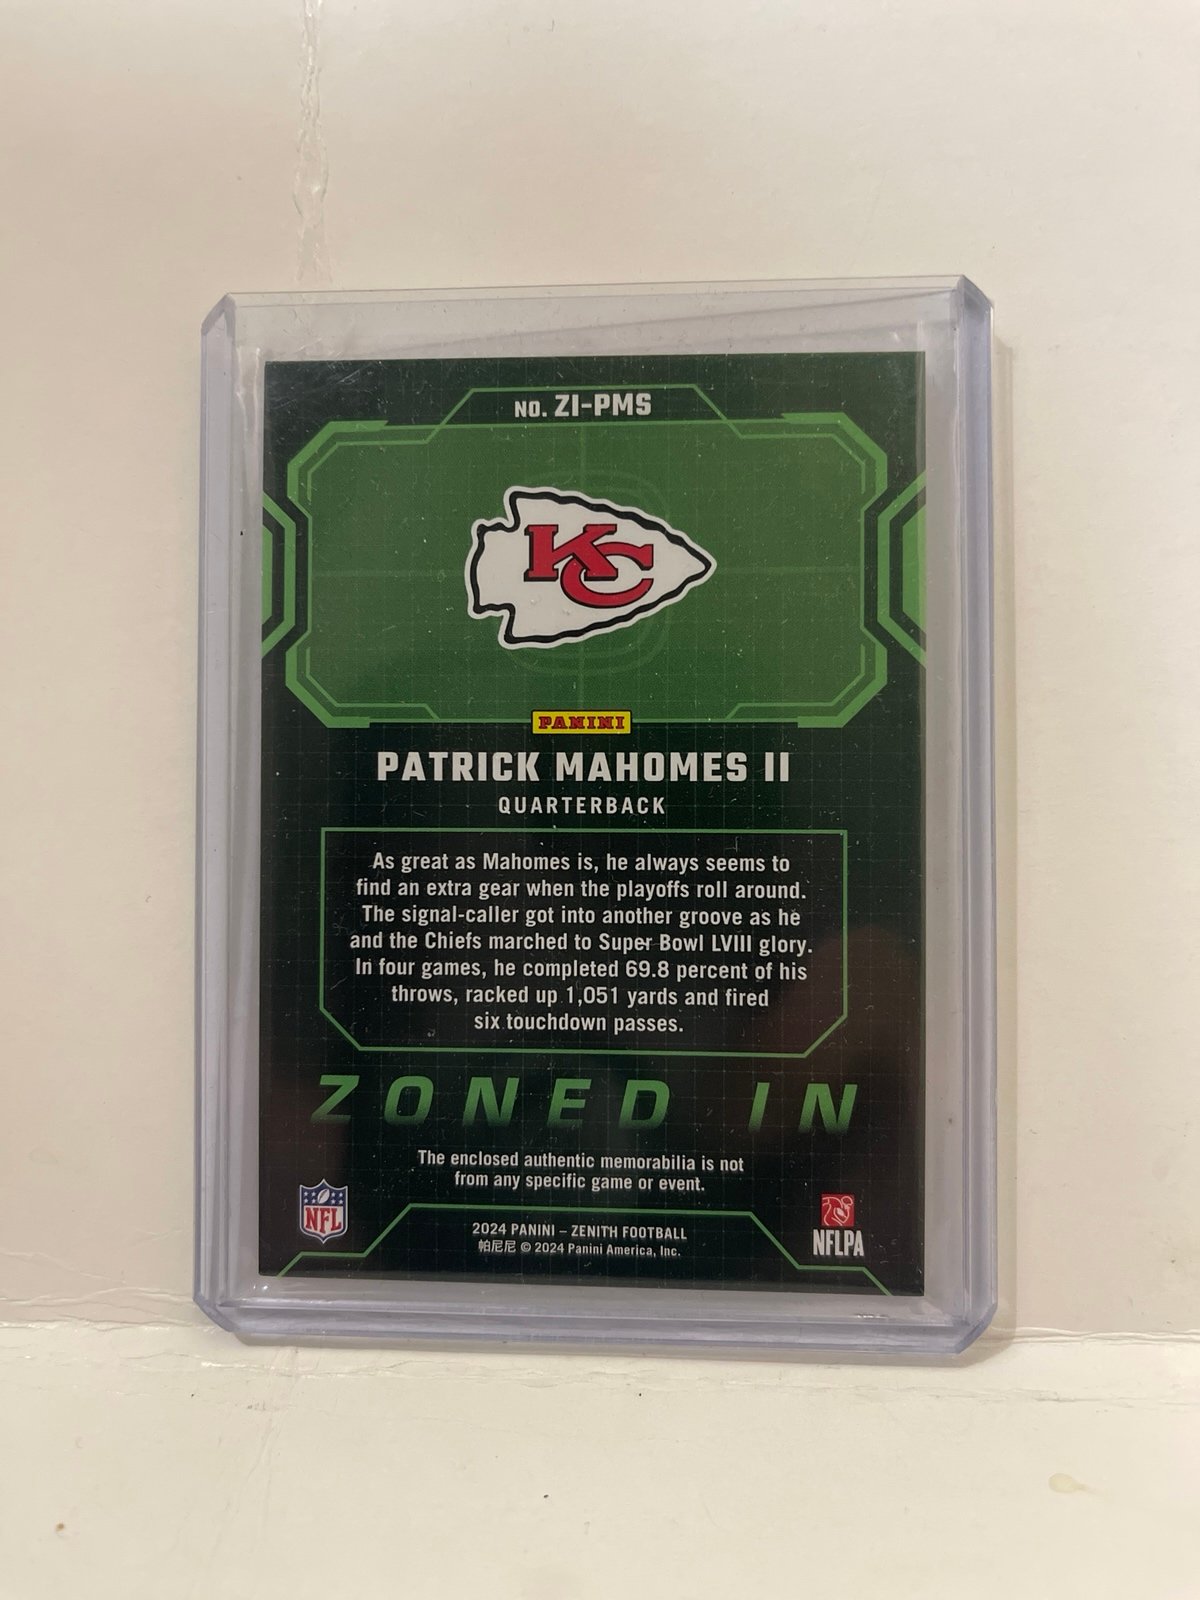 NO. ZI-PMS
KC
PANINI
PATRICK MAHOMES II
QUARTERBACK
As great as Mahomes is, he always seems to
find an extra gear when the playoffs roll around.
The signal-caller got into another groove as he
and the Chiefs marched to Super Bowl LVIII glory.
In four games, he completed 69.8 percent of his
throws, racked up 1,051 yards and fired
six touchdown passes.
ZONED IN
The enclosed authentic memorabilia is not
from any specific game or event.
NFL
2024 PANINI – ZENITH FOOTBALL
帕尼尼 © 2024 Panini America, Inc.
NFLPA